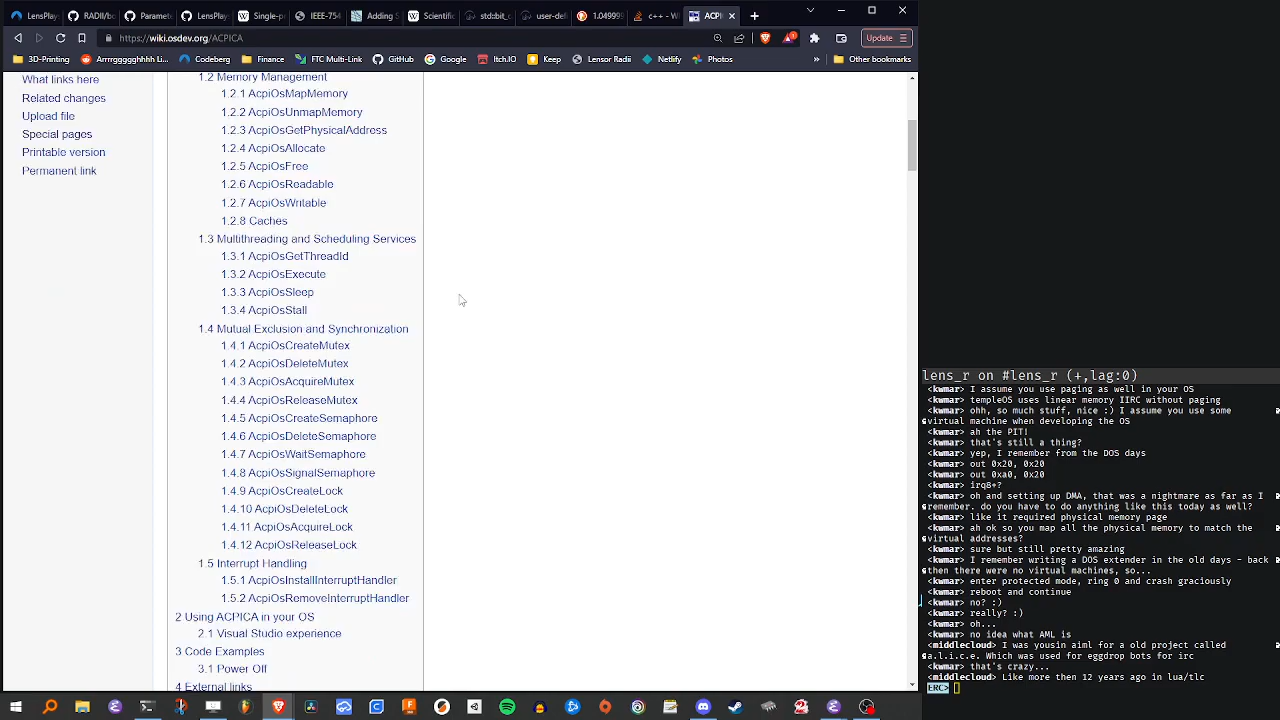 LensPlay
RADII/b
Paramet
LensPlay
Single-p
IEEE-754
Adding S
Scientific
std::bit_c
user-defi
1.049999
c++ - W
ACPI
https://wiki.osdev.org/ACPICA
1
Update
3D-Printing
Arrrrgggghhhh Li...
Codeberg
Finance
FTC Multi-Link
GitHub
Google
Itch.IO
Keep
Lensor Radii
Netlify
Photos
»
Other bookmarks
What links here
Related changes
Upload file
Special pages
Printable version
Permanent link
1.2 Memory Management
1.2.1 AcpiOsMapMemory
1.2.2 AcpiOsUnmapMemory
1.2.3 AcpiOsGetPhysicalAddress
1.2.4 AcpiOsAllocate
1.2.5 AcpiOsFree
1.2.6 AcpiOsReadable
1.2.7 AcpiOsWritable
1.2.8 Caches
1.3 Multithreading and Scheduling Services
1.3.1 AcpiOsGetThreadId
1.3.2 AcpiOsExecute
1.3.3 AcpiOsSleep
1.3.4 AcpiOsStall
1.4 Mutual Exclusion and Synchronization
1.4.1 AcpiOsCreateMutex
1.4.2 AcpiOsDeleteMutex
1.4.3 AcpiOsAcquireMutex
1.4.4 AcpiOsReleaseMutex
1.4.5 AcpiOsCreateSemaphore
1.4.6 AcpiOsDeleteSemaphore
1.4.7 AcpiOsWaitSemaphore
1.4.8 AcpiOsSignalSemaphore
1.4.9 AcpiOsCreateLock
1.4.10 AcpiOsDeleteLock
1.4.11 AcpiOsAcquireLock
1.4.12 AcpiOsReleaseLock
1.5 Interrupt Handling
1.5.1 AcpiOsInstallInterruptHandler
1.5.2 AcpiOsRemoveInterruptHandler
2 Using ACPICA in your OS
2.1 Visual Studio experience
3 Code Examples
3.1 Power Off
4 External links
lens_r on #lens_r (+,lag:0)
<kwmar> I assume you use paging as well in your OS
<kwmar> templeOS uses linear memory IIRC without paging
<kwmar> ohh, so much stuff, nice :) I assume you use some
virtual machine when developing the OS
<kwmar> ah the PIT!
<kwmar> that's still a thing?
<kwmar> yep, I remember from the DOS days
<kwmar> out 0x20, 0x20
<kwmar> out 0xa0, 0x20
<kwmar> irq8+?
<kwmar> oh and setting up DMA, that was a nightmare as far as I
remember. do you have to do anything like this today as well?
<kwmar> like it required physical memory page
<kwmar> ah ok so you map all the physical memory to match the
virtual addresses?
<kwmar> sure but still pretty amazing
<kwmar> I remember writing a DOS extender in the old days - back
then there were no virtual machines, so...
<kwmar> enter protected mode, ring 0 and crash graciously
<kwmar> reboot and continue
<kwmar> no? :)
<kwmar> really? :)
<kwmar> oh...
<kwmar> no idea what AML is
<middlecloud> I was yousin aiml for a old project called
a.l.i.c.e. Which was used for eggdrop bots for irc
<kwmar> that's crazy...
<middlecloud> Like more then 12 years ago in lua/tlc
ERC>